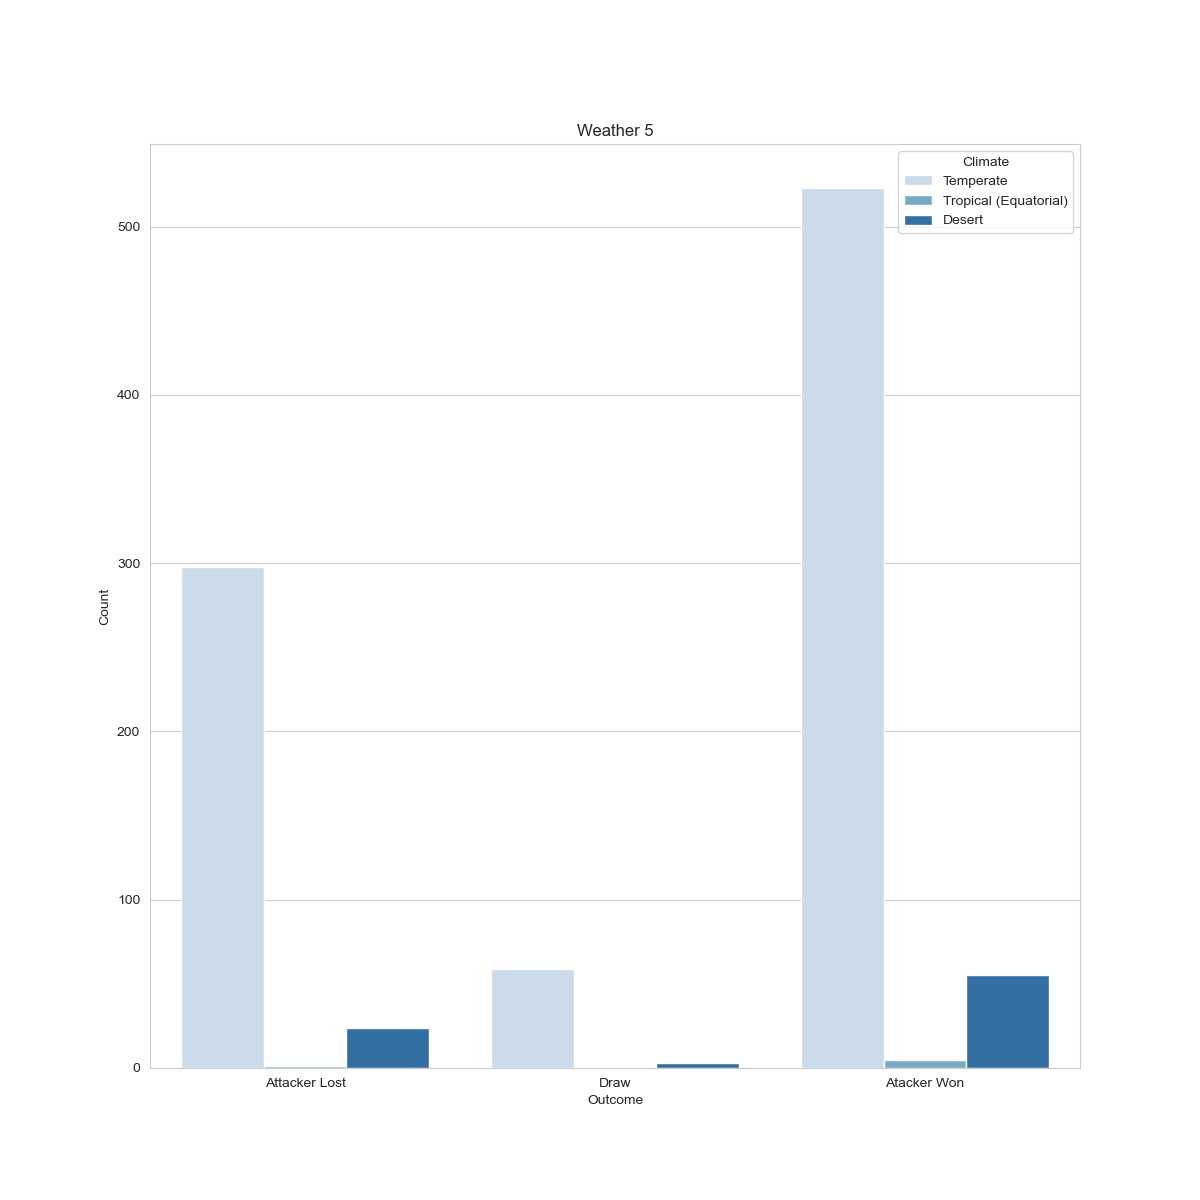 Weather 5
Climate
Temperate
Tropical (Equatorial)
Desert
500
400
300
200
100
0
Count
Attacker Lost
Draw
Atacker Won
Outcome